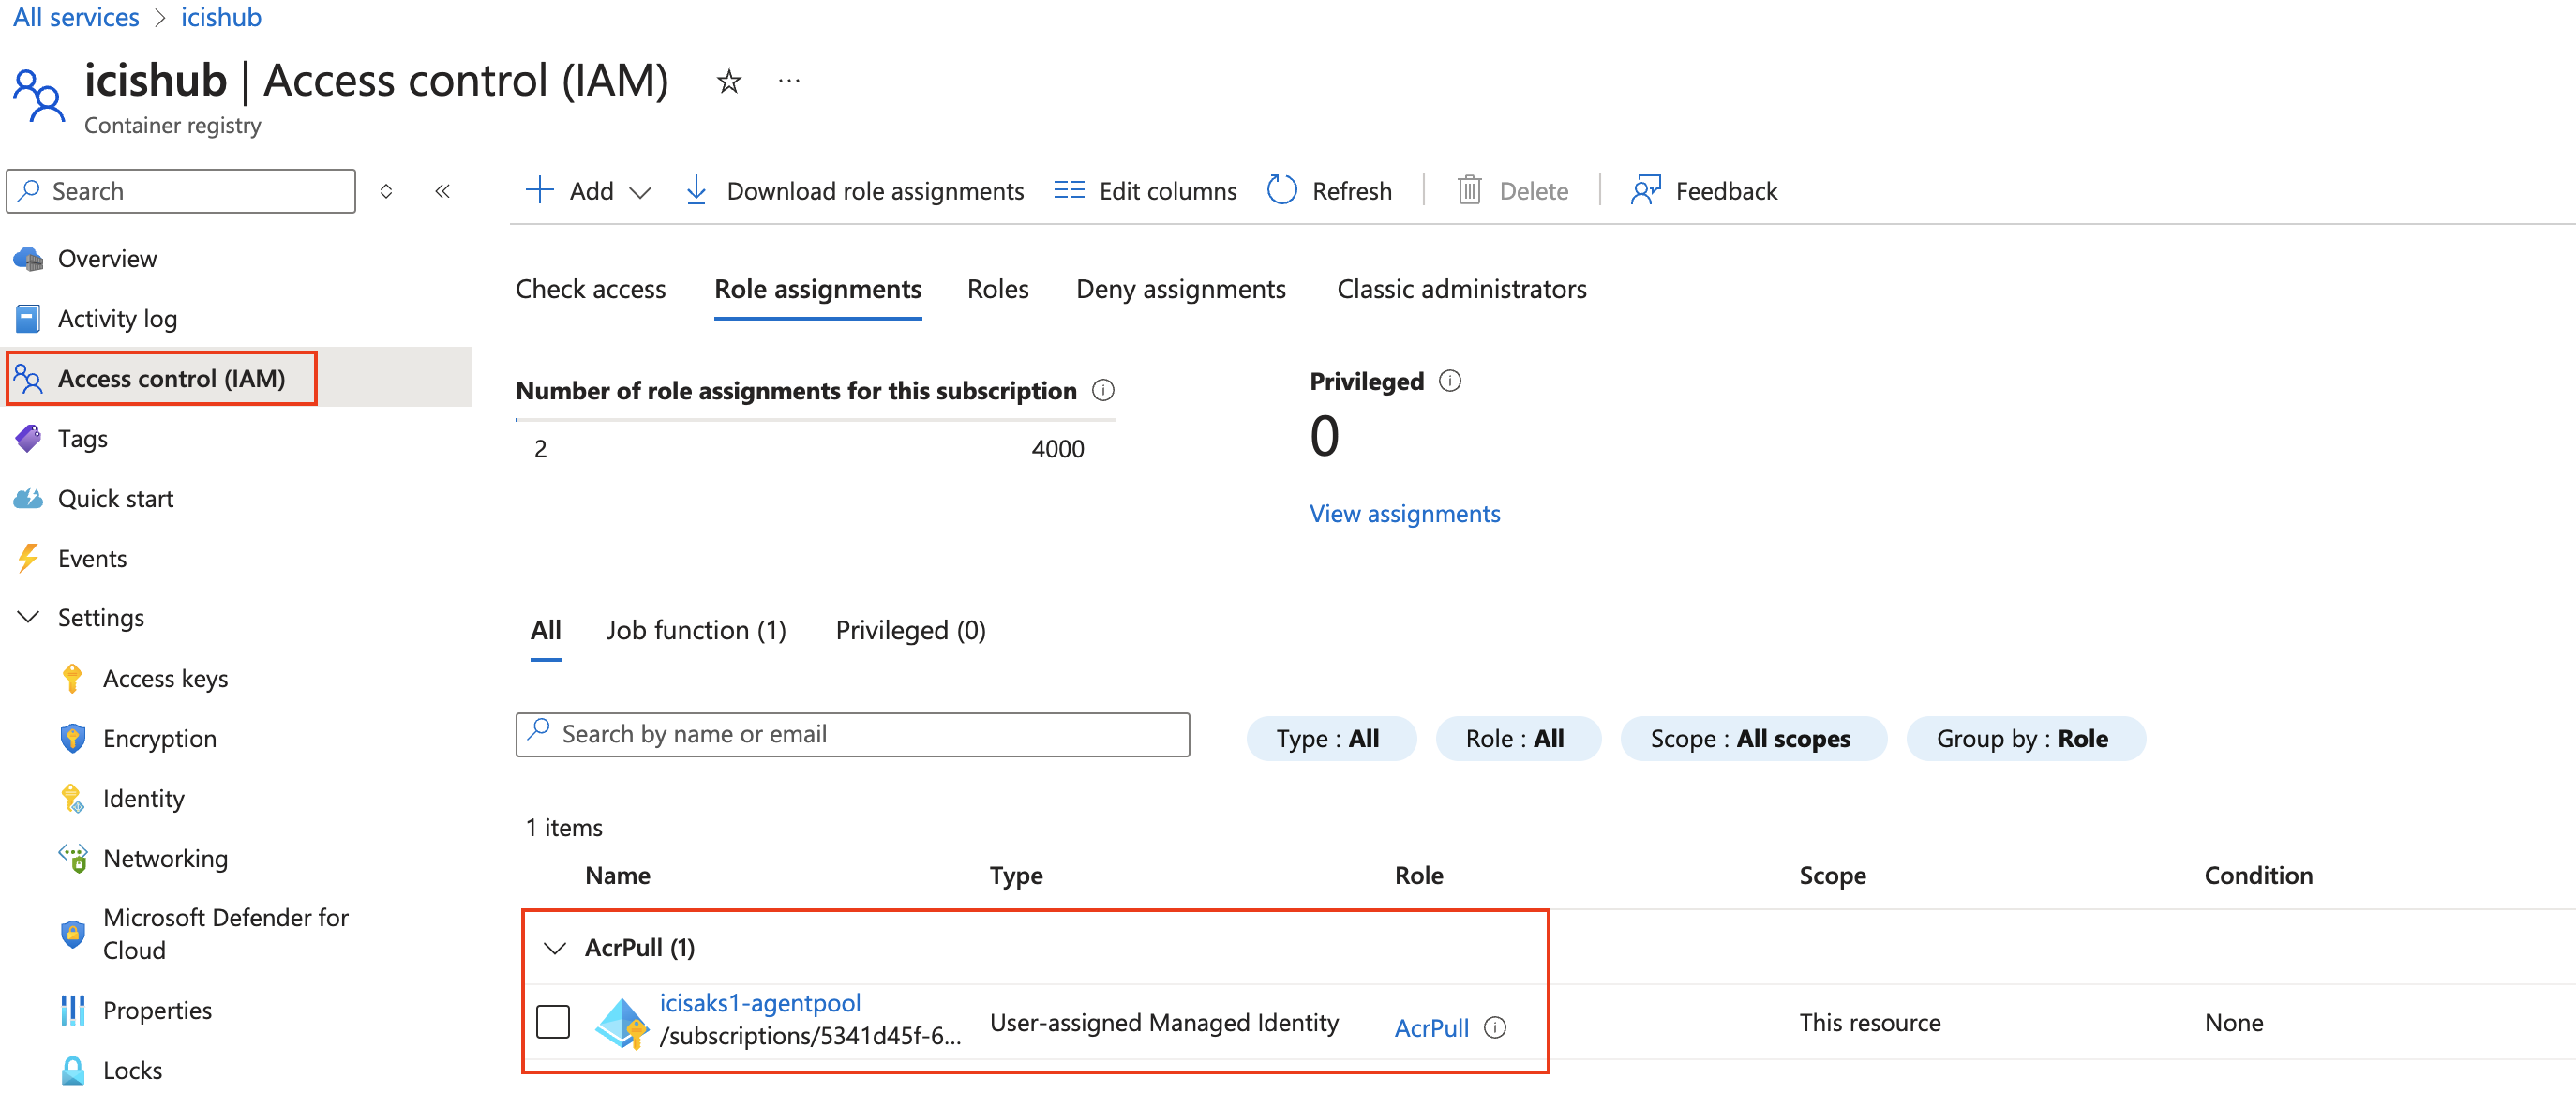 All services > icishub
icishub | Access control (IAM) ☆ ...
Container registry
Search
Overview
Activity log
Access control (IAM)
Tags
Quick start
Events
Settings
Access keys
Encryption
Identity
Networking
Microsoft Defender for
Cloud
Properties
Locks
Add Download role assignments Edit columns Refresh Delete Feedback
Check access Role assignments Roles Deny assignments Classic administrators
Number of role assignments for this subscription
2 4000
Privileged
0
View assignments
All Job function (1) Privileged (0)
Search by name or email Type : All Role : All Scope : All scopes Group by : Role
1 items
Name Type Role Scope Condition
AcrPull (1)
icisaks1-agentpool
/subscriptions/5341d45f-6...
User-assigned Managed Identity AcrPull This resource None